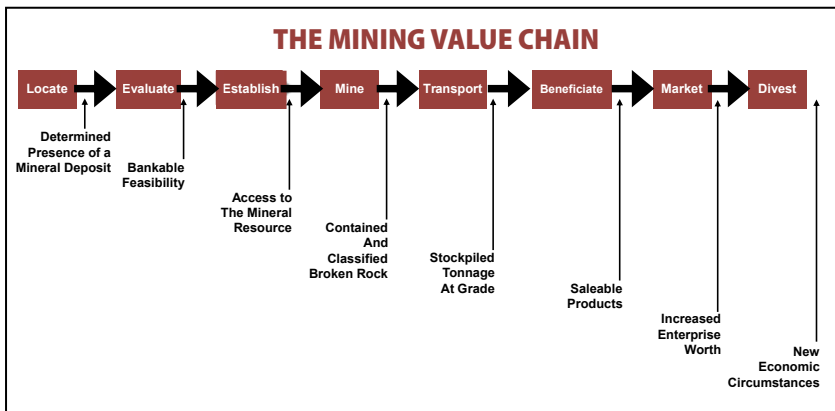 THE MINING VALUE CHAIN
Locate
Evaluate
Establish
Mine
Transport
Beneficiate
Market
Divest
Determined
Presence of a
Mineral Deposit
Bankable
Feasibility
Access to
The Mineral
Resource
Contained
And
Classified
Broken Rock
Stockpiled
Tonnage
At Grade
Saleable
Products
Increased
Enterprise
Worth
New
Economic
Circumstances